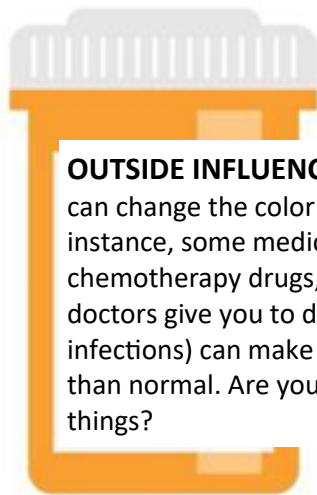 OUTSIDE INFLUENC
can change the color
instance, some medic
chemotherapy drugs,
doctors give you to d
infections) can make
than normal. Are you
things?